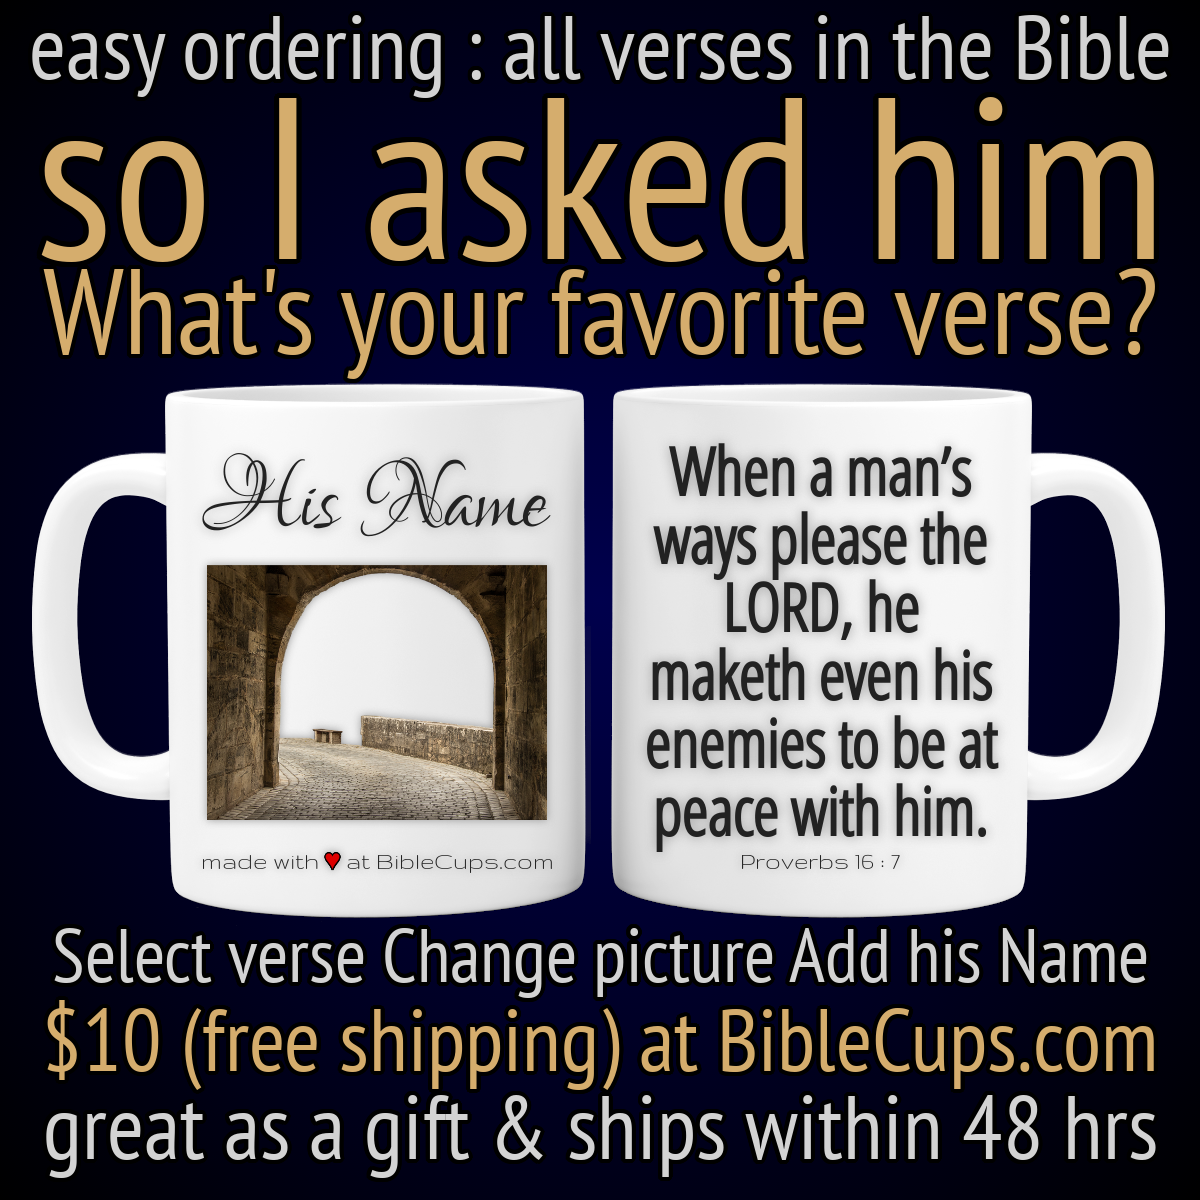 easy ordering : all verses in the Bible
so I asked him
What's your favorite verse?
His Name
made with ♥ at BibleCups.com
When a man’s
ways please the
LORD, he
maketh even his
enemies to be at
peace with him.
Proverbs 16 : 7
Select verse Change picture Add his Name
$10 (free shipping) at BibleCups.com
great as a gift & ships within 48 hrs